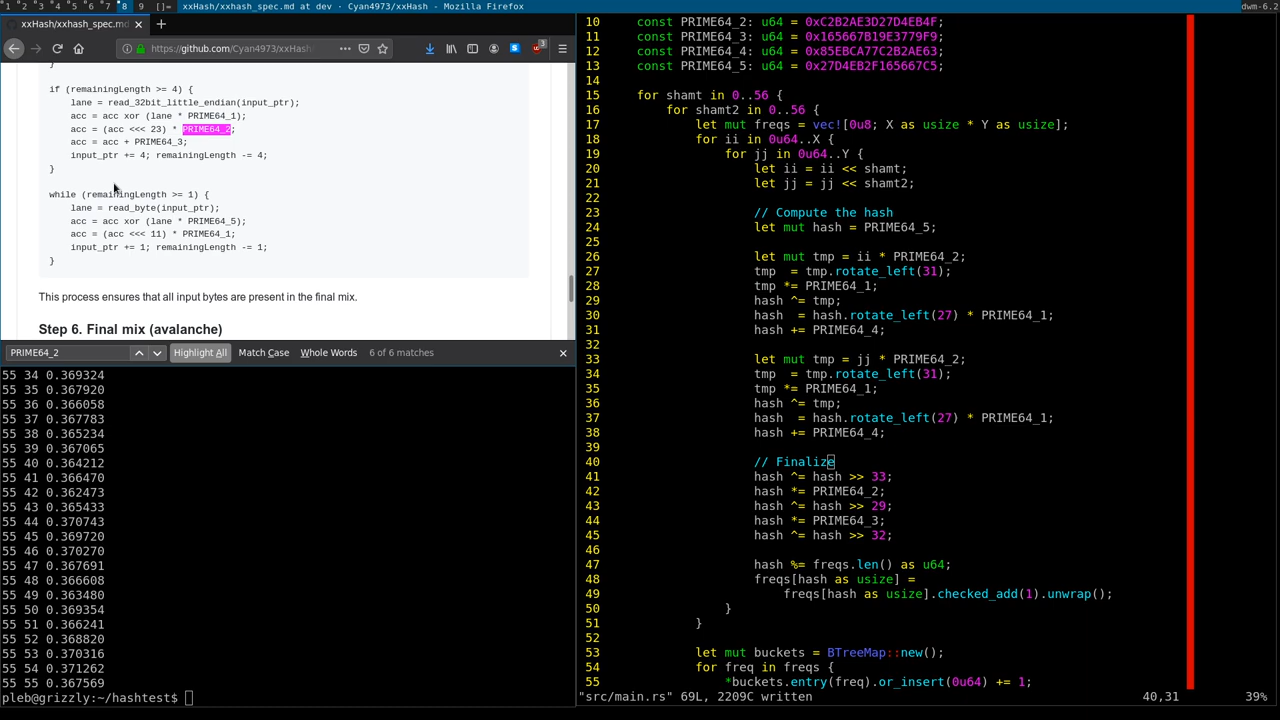 1 2 3 4 5 6 7 8 9 []= xxHash/xxhash_spec.md at dev · Cyan4973/xxHash - Mozilla Firefox dwm-6.2
xxHash/xxhash_spec.md
https://github.com/Cyan4973/xxHash
}
if (remainingLength >= 4) {
lane = read_32bit_little_endian(input_ptr);
acc = acc xor (lane * PRIME64_1);
acc = (acc <<< 23) * PRIME64_2;
acc = acc + PRIME64_3;
input_ptr += 4; remainingLength -= 4;
}
while (remainingLength >= 1) {
lane = read_byte(input_ptr);
acc = acc xor (lane * PRIME64_5);
acc = (acc <<< 11) * PRIME64_1;
input_ptr += 1; remainingLength -= 1;
}
This process ensures that all input bytes are present in the final mix.
Step 6. Final mix (avalanche)
PRIME64_2 Highlight All Match Case Whole Words 6 of 6 matches
55 34 0.369324
55 35 0.367920
55 36 0.366058
55 37 0.367783
55 38 0.365234
55 39 0.367065
55 40 0.364212
55 41 0.366470
55 42 0.362473
55 43 0.365433
55 44 0.370743
55 45 0.369720
55 46 0.370270
55 47 0.367691
55 48 0.366608
55 49 0.363480
55 50 0.369354
55 51 0.366241
55 52 0.368820
55 53 0.370316
55 54 0.371262
55 55 0.367569
pleb@grizzly:~/hashtest$
10 const PRIME64_2: u64 = 0xC2B2AE3D27D4EB4F;
11 const PRIME64_3: u64 = 0x165667B19E3779F9;
12 const PRIME64_4: u64 = 0x85EBCA77C2B2AE63;
13 const PRIME64_5: u64 = 0x27D4EB2F165667C5;
14
15 for shamt in 0..56 {
16 for shamt2 in 0..56 {
17 let mut freqs = vec![0u8; X as usize * Y as usize];
18 for ii in 0u64..X {
19 for jj in 0u64..Y {
20 let ii = ii << shamt;
21 let jj = jj << shamt2;
22
23 // Compute the hash
24 let mut hash = PRIME64_5;
25
26 let mut tmp = ii * PRIME64_2;
27 tmp = tmp.rotate_left(31);
28 tmp *= PRIME64_1;
29 hash ^= tmp;
30 hash = hash.rotate_left(27) * PRIME64_1;
31 hash += PRIME64_4;
32
33 let mut tmp = jj * PRIME64_2;
34 tmp = tmp.rotate_left(31);
35 tmp *= PRIME64_1;
36 hash ^= tmp;
37 hash = hash.rotate_left(27) * PRIME64_1;
38 hash += PRIME64_4;
39
40 // Finalize
41 hash ^= hash >> 33;
42 hash *= PRIME64_2;
43 hash ^= hash >> 29;
44 hash *= PRIME64_3;
45 hash ^= hash >> 32;
46
47 hash %= freqs.len() as u64;
48 freqs[hash as usize] =
49 freqs[hash as usize].checked_add(1).unwrap();
50 }
51 }
52
53 let mut buckets = BTreeMap::new();
54 for freq in freqs {
55 *buckets.entry(freq).or_insert(0u64) += 1;
"src/main.rs" 69L, 2209C written 40,31 39%